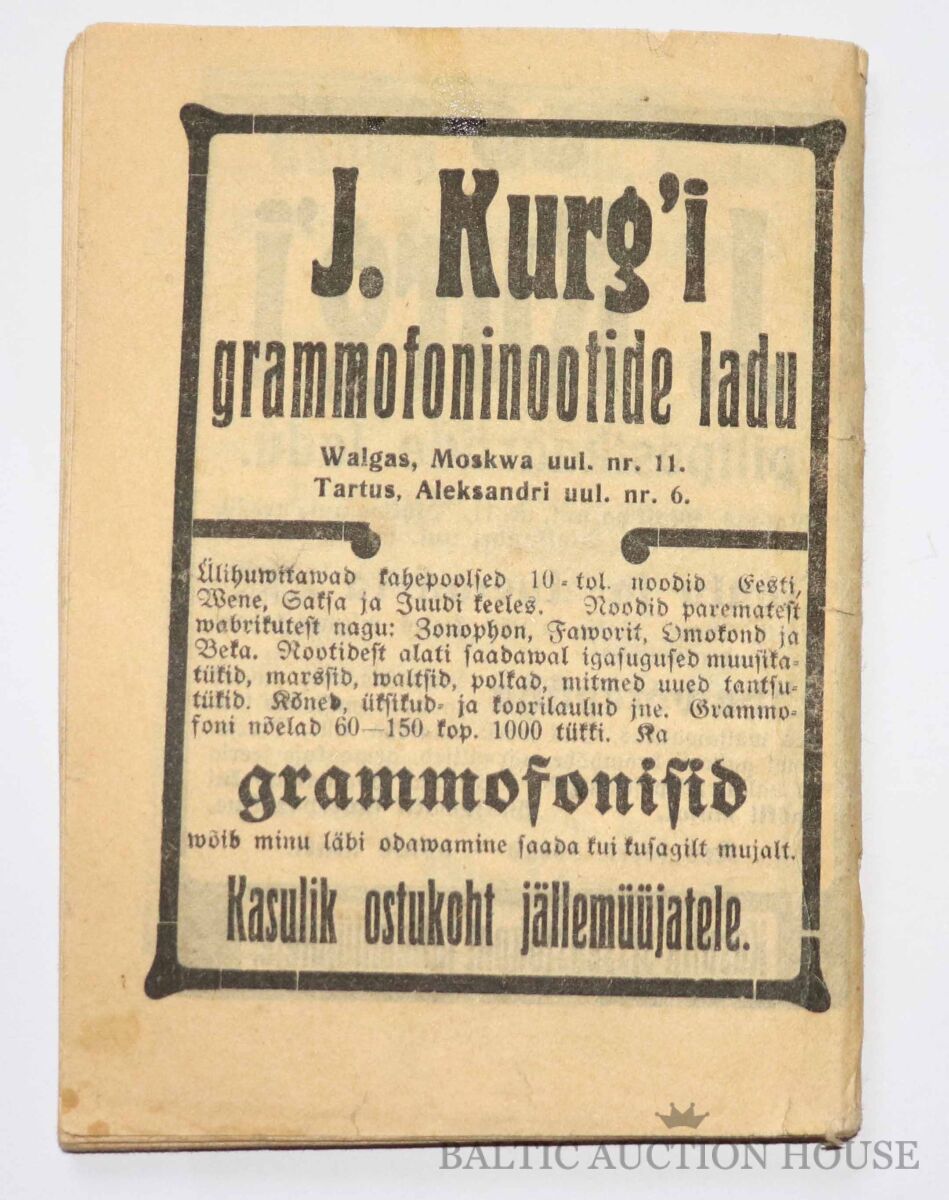 J. Kurg'i
grammofoninootide ladu
Walgas, Moskwa uul. nr. 11.
Tartus, Aleksandri uul. nr. 6.
Ülihuwitawad kahepoolsed 10-tol. noodid Eesti,
Wene, Saksa ja Juudi keeles. Noodid parematest
wabrikutest nagu: Zonophon, Faworit, Omokord ja
Beka. Nootidest alati saadawal igasugused muusika-
tükid, marssid, waltsid, polkad, mitmed uued tantsu-
tükid. Kõned, üksikud- ja koorilaulud jne. Grammo-
foni nõelad 60—150 kop. 1000 tükki. Ka
grammofonisid
wõib minu läbi odawamine saada kui kusagilt mujalt.
Kasulik ostukoht jällemüüjatele.
BALTIC AUCTION HOUSE